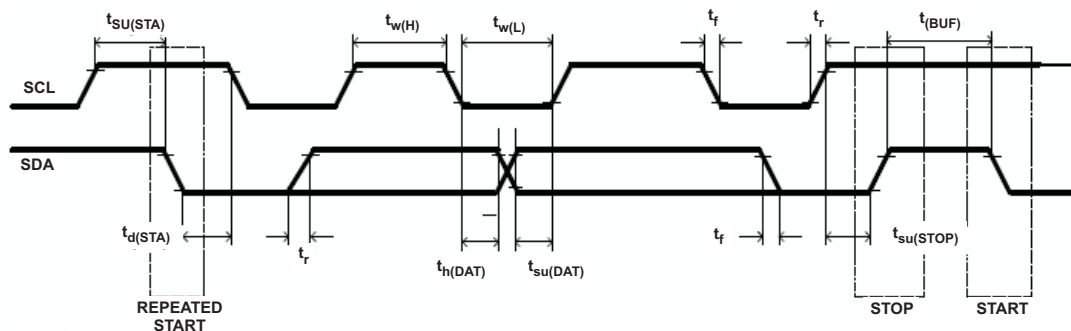 tSU(STA)
tw(H)
tw(L)
tf
tr
t(BUF)
SCL
SDA
td(STA)
tr
th(DAT)
tsu(DAT)
tf
tsu(STOP)
REPEATED
START
STOP
START